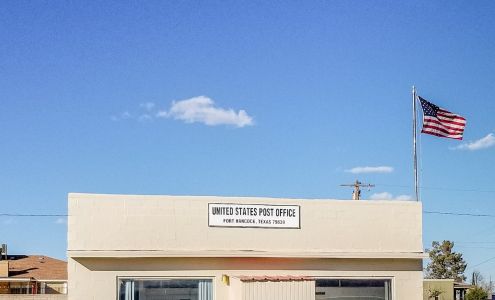 UNITED STATES POST OFFICE
FORT HANCOCK, TEXAS 79839